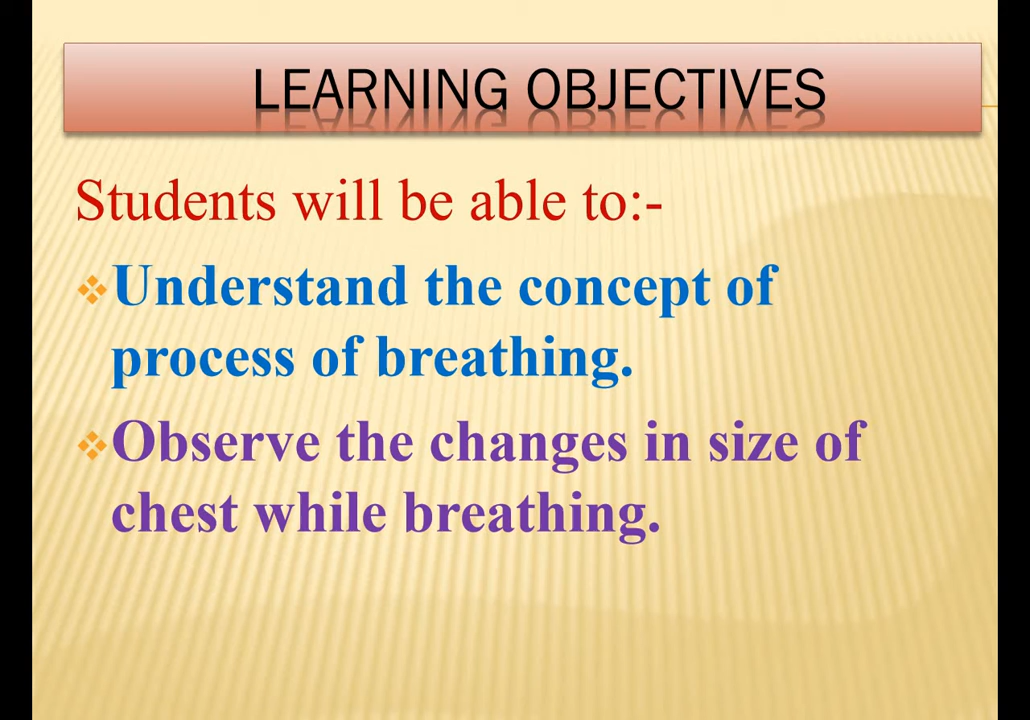 LEARNING OBJECTIVES
Students will be able to:-
Understand the concept of
process of breathing.
Observe the changes in size of
chest while breathing.